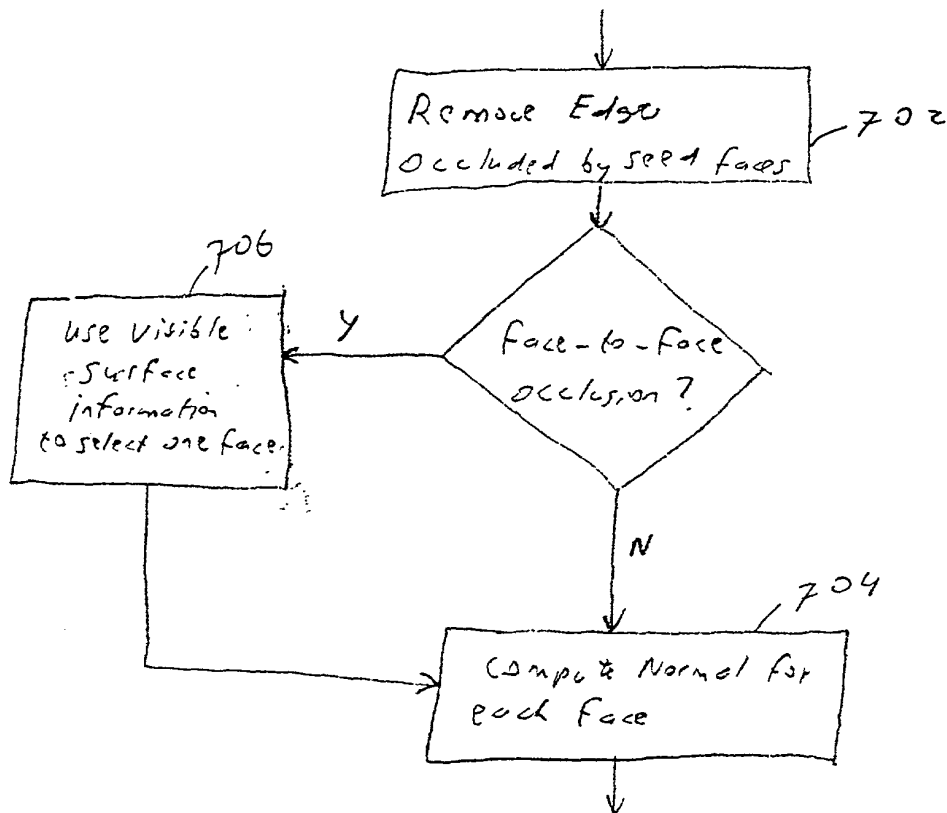 Remove Edge
occluded by seed faces
702
706
use visible
surface
information
to select one face.
Y
face-to-face
occlusion?
N
704
Compute Normal for
each face